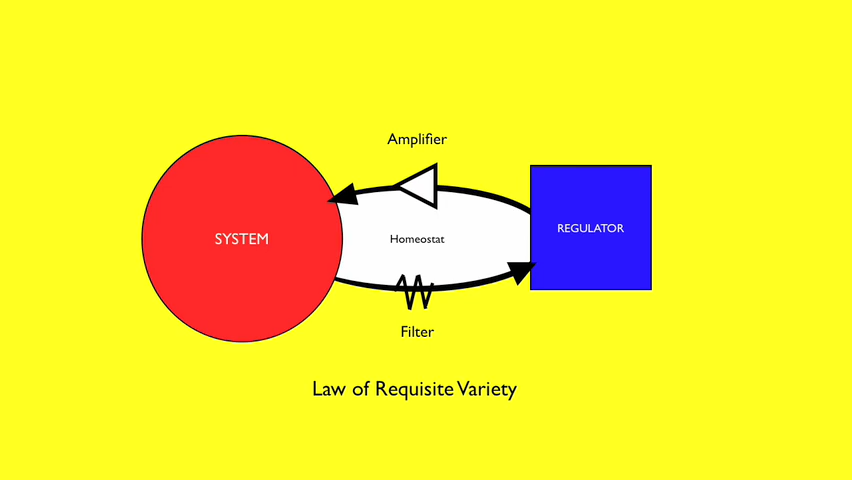 Amplifier
SYSTEM
REGULATOR
Homeostat
Filter
Law of Requisite Variety